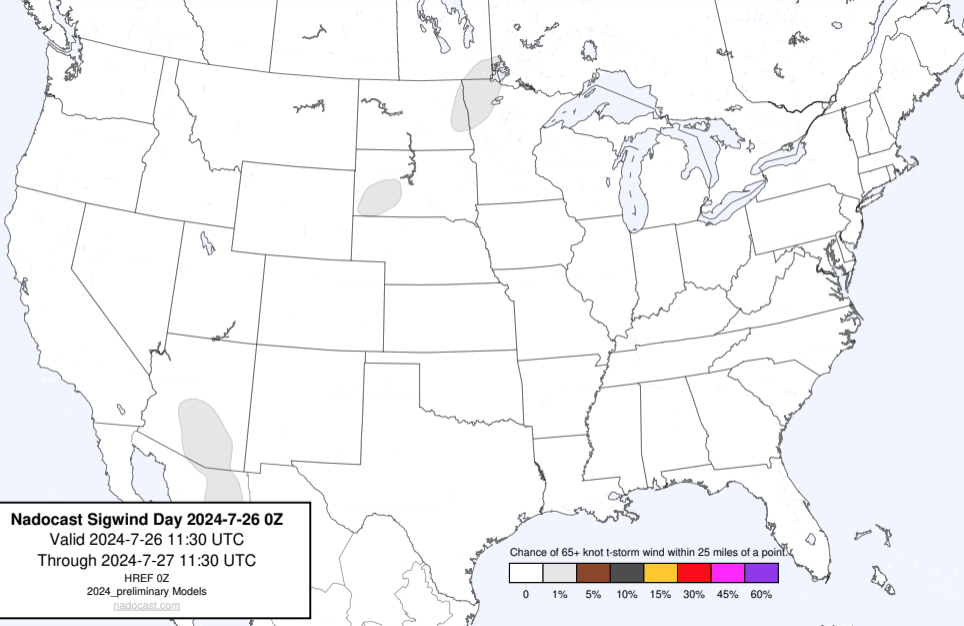 Nadocast Sigwind Day 2024-7-26 0Z
Valid 2024-7-26 11:30 UTC
Through 2024-7-27 11:30 UTC
HREF 0Z
2024_preliminary Models
nadocast.com
Chance of 65+ knot t-storm wind within 25 miles of a point.
0 1% 5% 10% 15% 30% 45% 60%